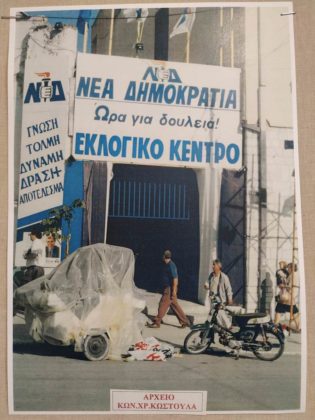 ΝΔ
ΓΝΩΣΗ
ΤΟΛΜΗ
ΔΥΝΑΜΗ
ΔΡΑΣΗ
ΑΠΟΤΕΛΕΣΜΑ
ΝΔ
ΝΕΑ ΔΗΜΟΚΡΑΤΙΑ
Ώρα για δουλειά!
ΕΚΛΟΓΙΚΟ ΚΕΝΤΡΟ
ΑΡΧΕΙΟ
ΚΩΝ.ΧΡ.ΚΩΣΤΟΥΛΑ